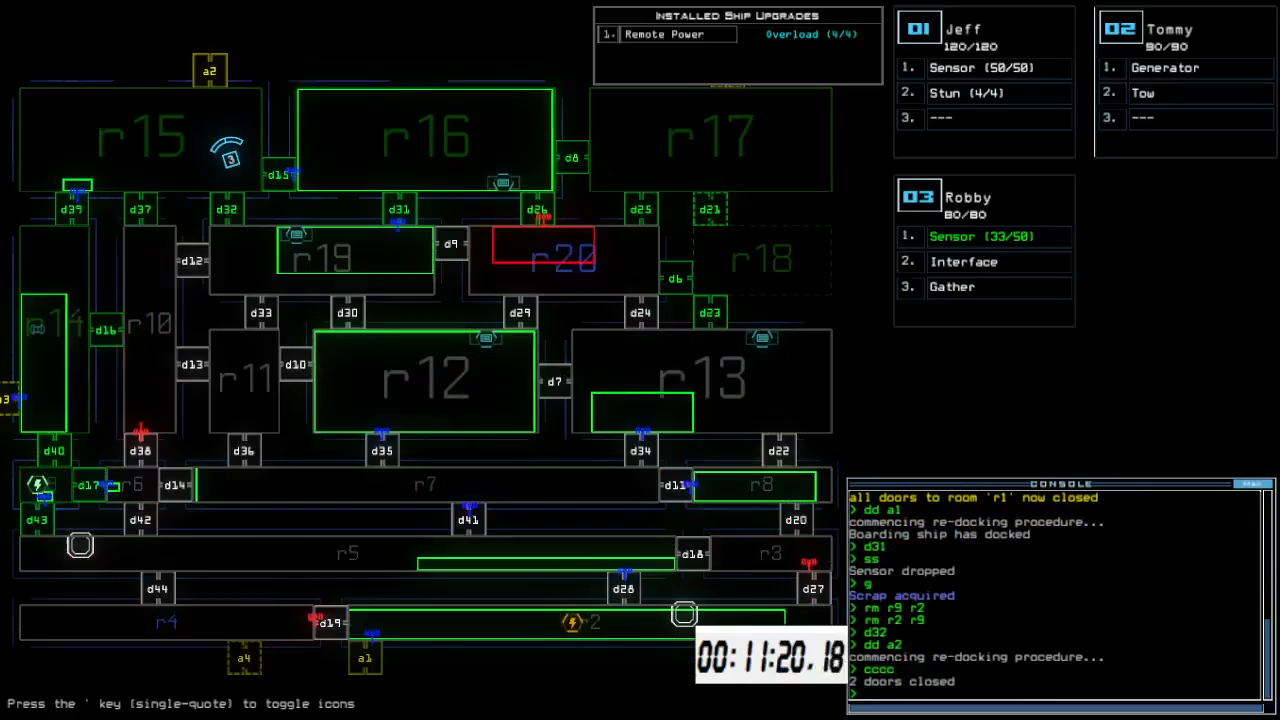 Installed Ship Upgrades
1. Remote Power Overload (4/4)
01 Jeff
120/120
1. Sensor (50/50)
2. Stun (4/4)
3. ---
02 Tommy
90/90
1. Generator
2. Tow
3. ---
03 Robby
80/80
1. Sensor (33/50)
2. Interface
3. Gather
a2
r15 r16 r17
3
d15 d8
d39 d37 d32 d31 d26 d25 d21
r14 r10 r19 r20 r18
d12 d9 d6
d16 d33 d30 d29 d24 d23
d13 r11 d10 r12 d7 r13
a3
d40 d38 d36 d35 d34 d22
d17 r6 d14 r7 d11 r8
d43 d42 d41 d20
r5 d18 r3
d44 d28 d27
r4 d19 r2
a4 a1
00:11:20.18
CONSOLE
all doors to room 'r1' now closed
> dd a1
commencing re-docking procedure...
Boarding ship has docked
> d31
> ss
Sensor dropped
> g
Scrap acquired
> rm r9 r2
> rm r2 r9
> d32
> dd a2
commencing re-docking procedure...
> cccc
2 doors closed
>
Press the ' key (single-quote) to toggle icons